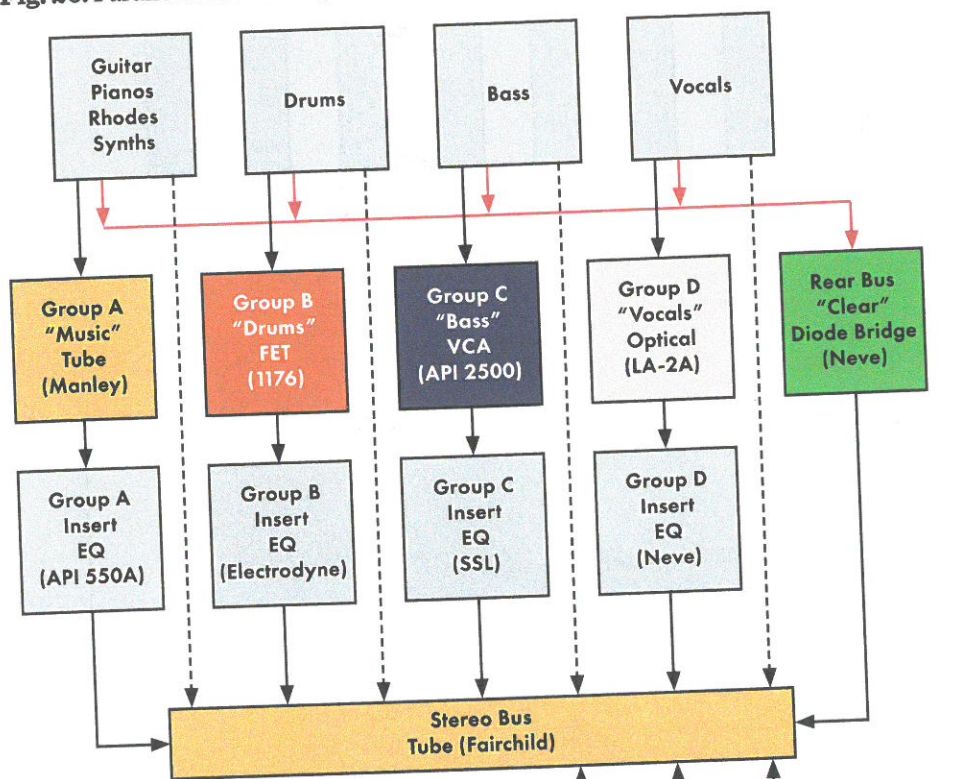 Guitar
Pianos
Rhodes
Synths
Drums
Bass
Vocals
Group A
“Music”
Tube
(Manley)
Group B
“Drums”
FET
(1176)
Group C
“Bass”
VCA
(API 2500)
Group D
“Vocals”
Optical
(LA-2A)
Rear Bus
“Clear”
Diode Bridge
(Neve)
Group A
Insert
EQ
(API 550A)
Group B
Insert
EQ
(Electrodyne)
Group C
Insert
EQ
(SSL)
Group D
Insert
EQ
(Neve)
Stereo Bus
Tube (Fairchild)